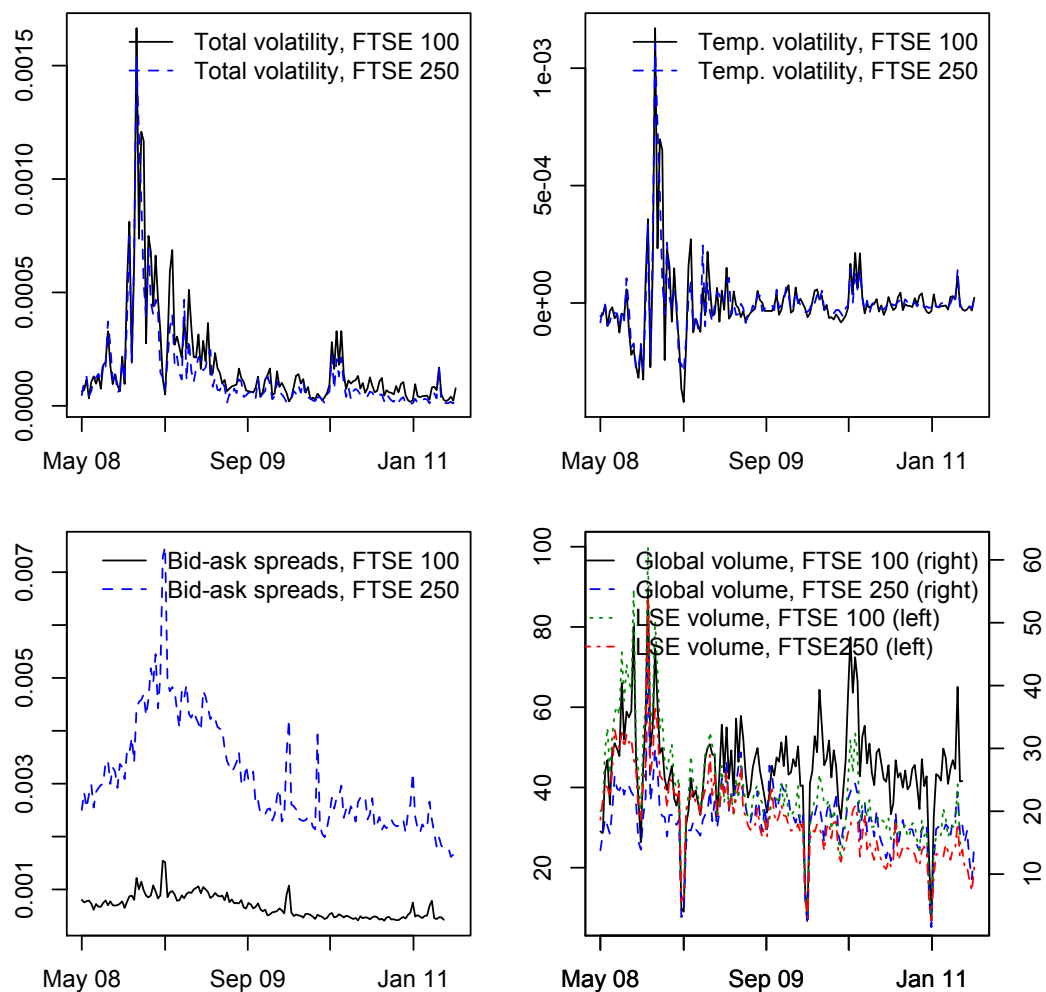 Total volatility, FTSE 100
Total volatility, FTSE 250
0.0015
0.0010
0.0005
0.0000
May 08
Sep 09
Jan 11
Temp. volatility, FTSE 100
Temp. volatility, FTSE 250
1e-03
5e-04
0e+00
May 08
Sep 09
Jan 11
Bid-ask spreads, FTSE 100
Bid-ask spreads, FTSE 250
0.007
0.005
0.003
0.001
May 08
Sep 09
Jan 11
Global volume, FTSE 100 (right)
Global volume, FTSE 250 (right)
LSE volume, FTSE 100 (left)
LSE volume, FTSE250 (left)
100
80
60
40
20
60
50
40
30
20
10
May 08
Sep 09
Jan 11